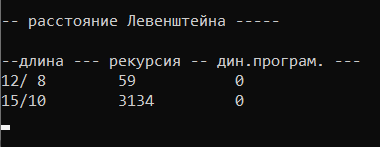 -- расстояние Левенштейна -----
--длина --- рекурсия -- дин.програм. ---
12/ 8 59 0
15/10 3134 0